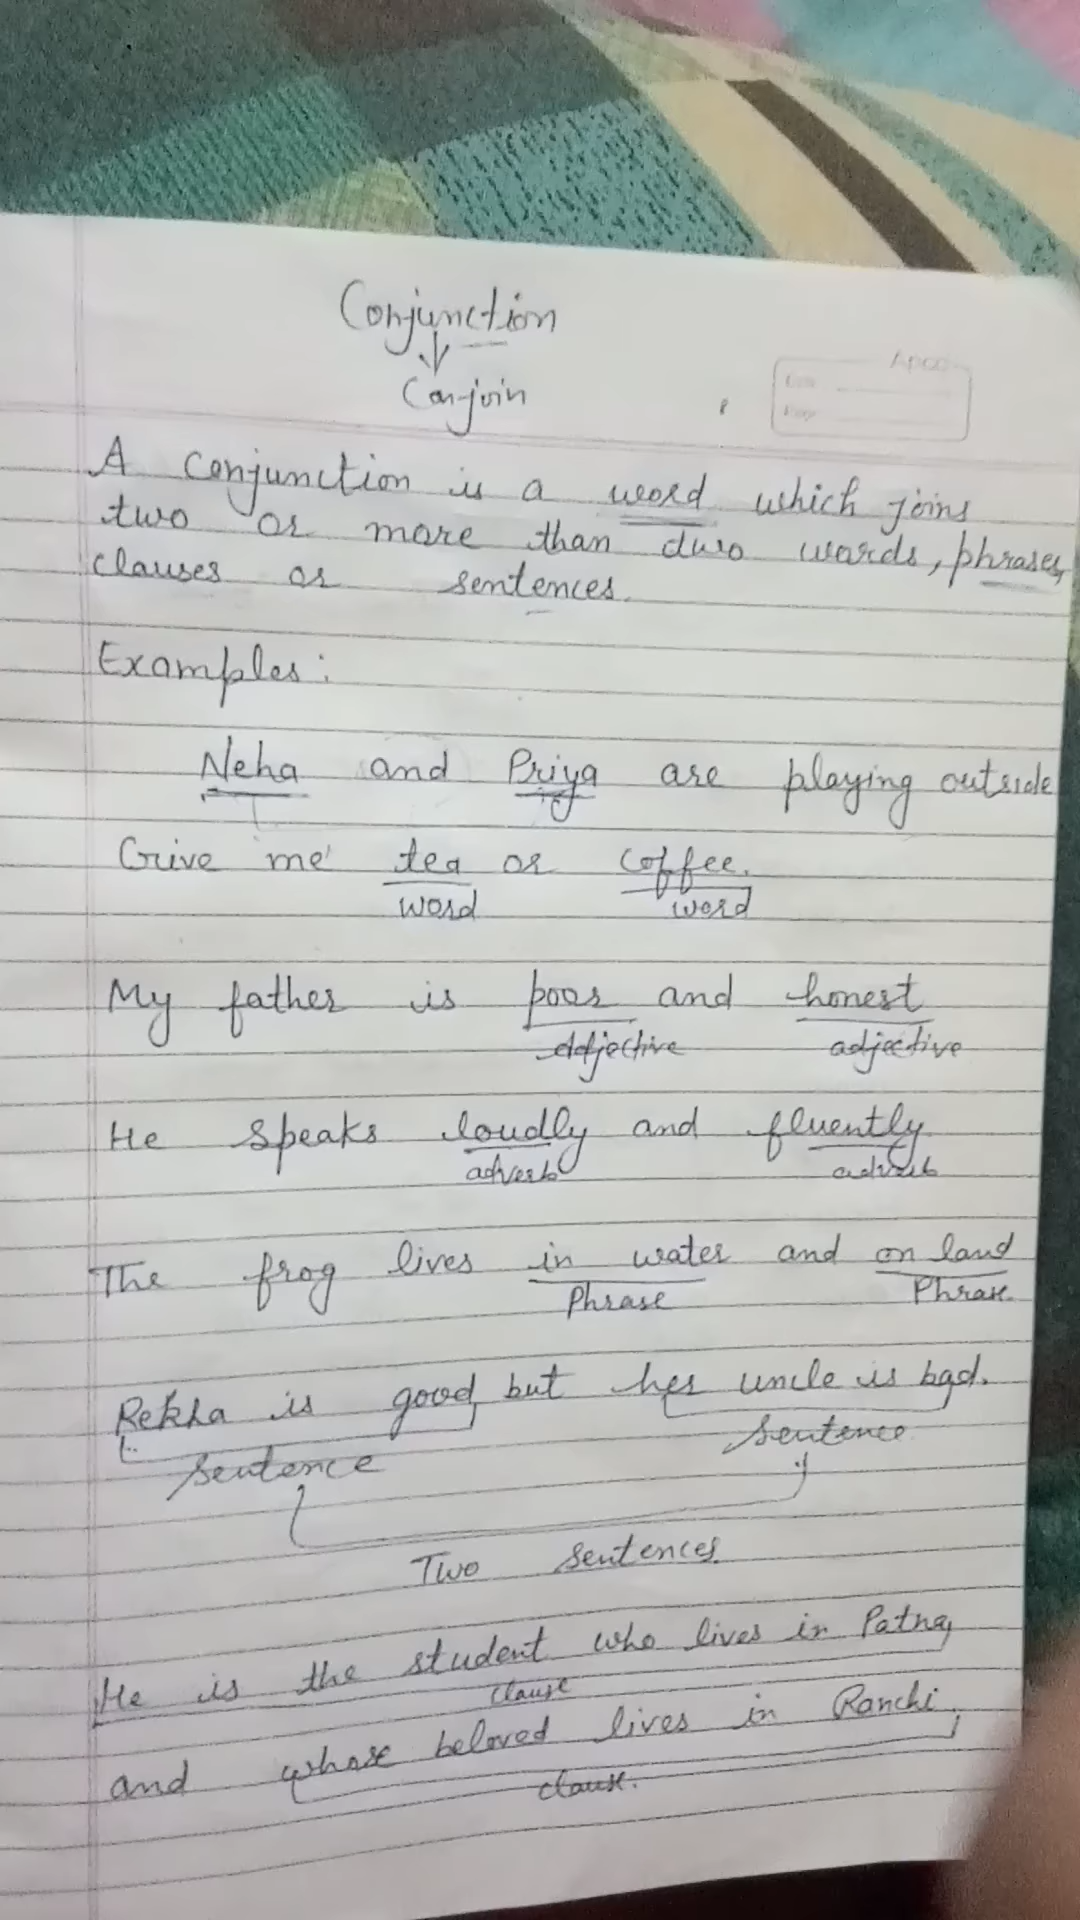 Conjunction
Conjoin
Apco
Date
Page
A conjunction is a word which joins
two or more than two words, phrases,
clauses or sentences.
Examples:
Neha and Priya are playing outside
Give me tea or coffee.
word word
My father is poor and honest
adjective adjective
He speaks loudly and fluently
adverb adverb
The frog lives in water and on land
Phrase Phrase
Rekha is good but her uncle is bad.
Sentence Sentence
Two Sentences
He is the student who lives in Patna,
clause
and whose beloved lives in Ranchi.
clause.